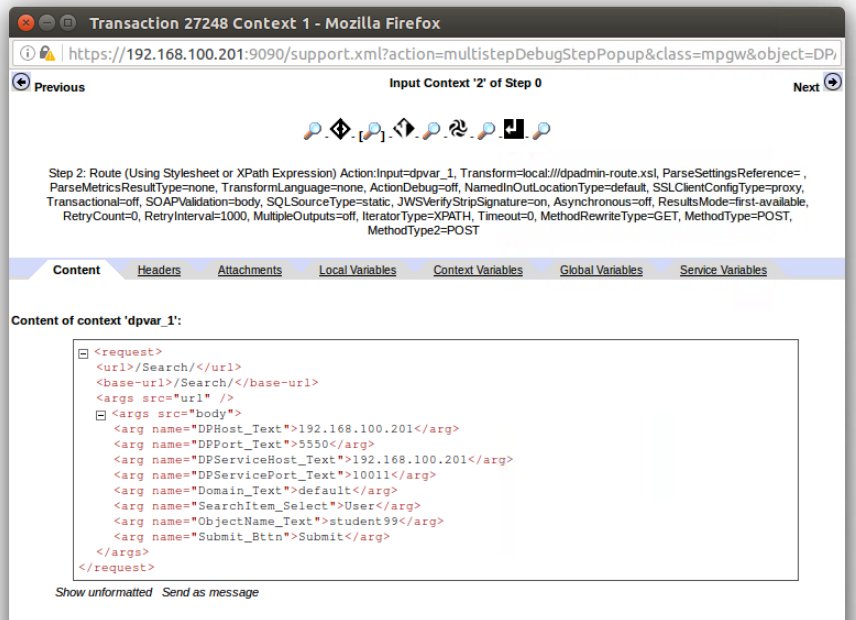 Transaction 27248 Context 1 - Mozilla Firefox
https://192.168.100.201:9090/support.xml?action=multistepDebugStepPopup&class=mpgw&object=DP
Previous
Input Context '2' of Step 0
Next
[ ]
Step 2: Route (Using Stylesheet or XPath Expression) Action:Input=dpvar_1, Transform=local:///dpadmin-route.xsl, ParseSettingsReference= ,
ParseMetricsResultType=none, TransformLanguage=none, ActionDebug=off, NamedInOutLocationType=default, SSLClientConfigType=proxy,
Transactional=off, SOAPValidation=body, SQLSourceType=static, JWSVerifyStripSignature=on, Asynchronous=off, ResultsMode=first-available,
RetryCount=0, RetryInterval=1000, MultipleOutputs=off, IteratorType=XPATH, Timeout=0, MethodRewriteType=GET, MethodType=POST,
MethodType2=POST
Content Headers Attachments Local Variables Context Variables Global Variables Service Variables
Content of context 'dpvar_1':
<request>
<url>/Search/</url>
<base-url>/Search/</base-url>
<args src="url" />
<args src="body">
<arg name="DPHost_Text">192.168.100.201</arg>
<arg name="DPPort_Text">5550</arg>
<arg name="DPServiceHost_Text">192.168.100.201</arg>
<arg name="DPServicePort_Text">10011</arg>
<arg name="Domain_Text">default</arg>
<arg name="SearchItem_Select">User</arg>
<arg name="ObjectName_Text">student99</arg>
<arg name="Submit_Bttn">Submit</arg>
</args>
</request>
Show unformatted Send as message